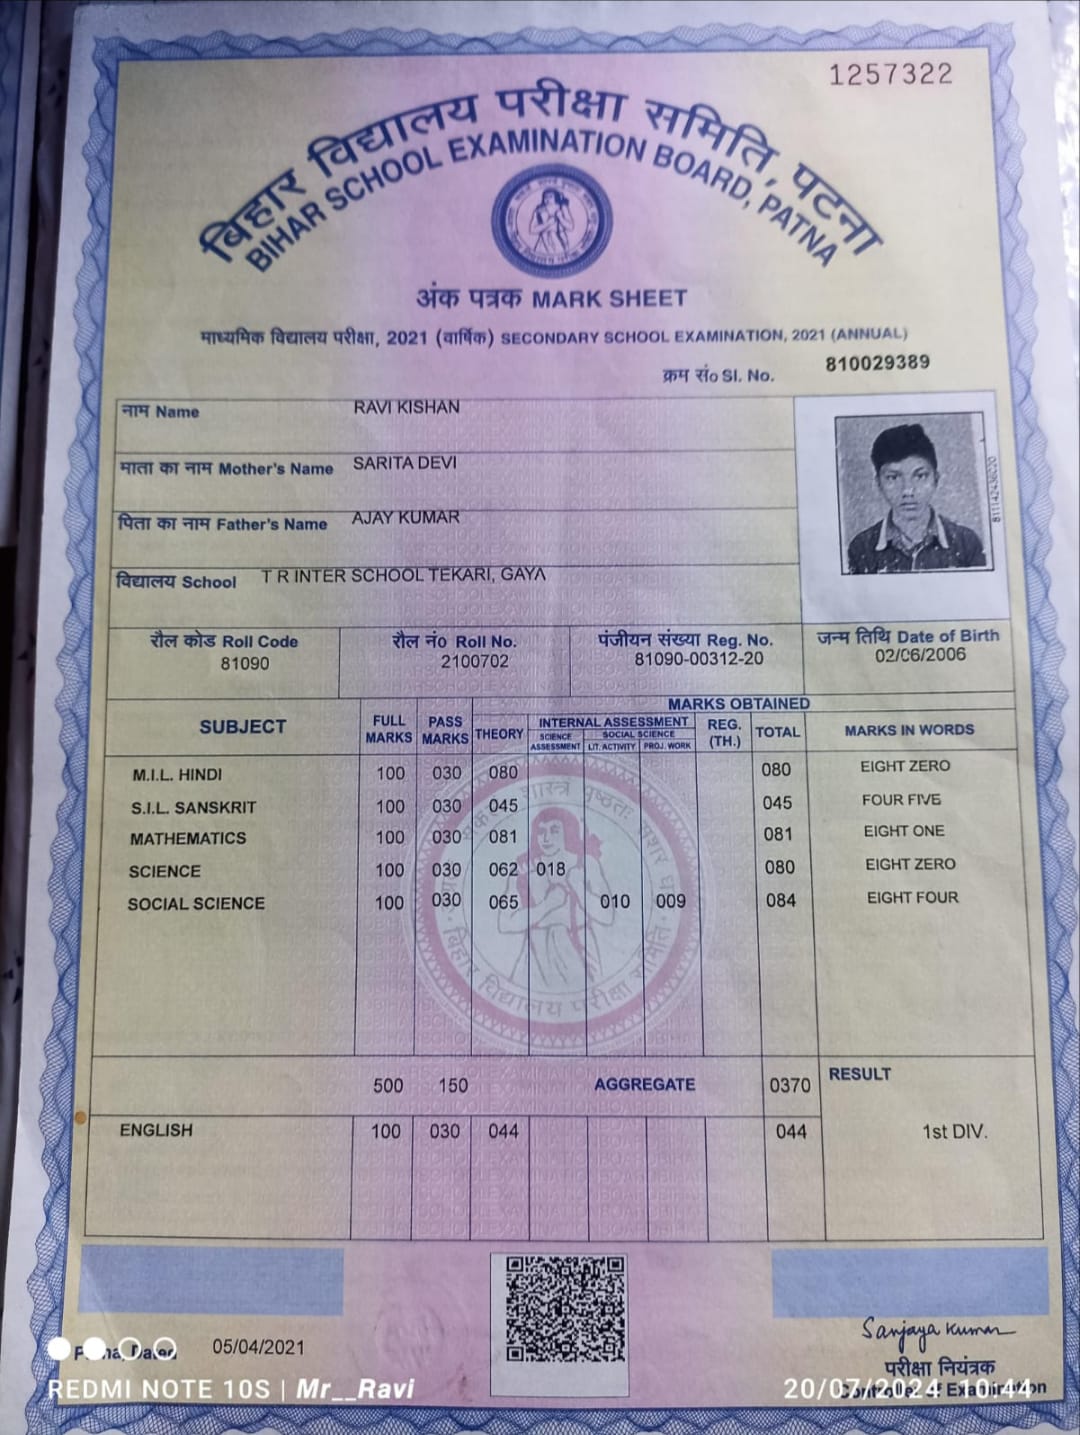 1257322
बिहार विद्यालय परीक्षा समिति, पटना
BIHAR SCHOOL EXAMINATION BOARD, PATNA
अंक पत्रक MARK SHEET
माध्यमिक विद्यालय परीक्षा, 2021 (वार्षिक) SECONDARY SCHOOL EXAMINATION, 2021 (ANNUAL)
क्रम सं० Sl. No. 810029389
नाम Name RAVI KISHAN
माता का नाम Mother's Name SARITA DEVI
पिता का नाम Father's Name AJAY KUMAR
विद्यालय School T R INTER SCHOOL TEKARI, GAYA
रौल कोड Roll Code रौल नं० Roll No. पंजीयन संख्या Reg. No. जन्म तिथि Date of Birth
81090 2100702 81090-00312-20 02/06/2006
MARKS OBTAINED
SUBJECT FULL MARKS PASS MARKS THEORY INTERNAL ASSESSMENT REG. (TH.) TOTAL MARKS IN WORDS
SCIENCE ASSESSMENT SOCIAL SCIENCE LIT. ACTIVITY PROJ. WORK
M.I.L. HINDI 100 030 080 080 EIGHT ZERO
S.I.L. SANSKRIT 100 030 045 045 FOUR FIVE
MATHEMATICS 100 030 081 081 EIGHT ONE
SCIENCE 100 030 062 018 080 EIGHT ZERO
SOCIAL SCIENCE 100 030 065 010 009 084 EIGHT FOUR
बिहार विद्यालय परीक्षा समिति
500 150 AGGREGATE 0370 RESULT
ENGLISH 100 030 044 044 1st DIV.
Sanjaya Kumar
Dated 05/04/2021
परीक्षा नियंत्रक
Controller of Examination
REDMI NOTE 10S | Mr__Ravi
20/07/2024 10:44